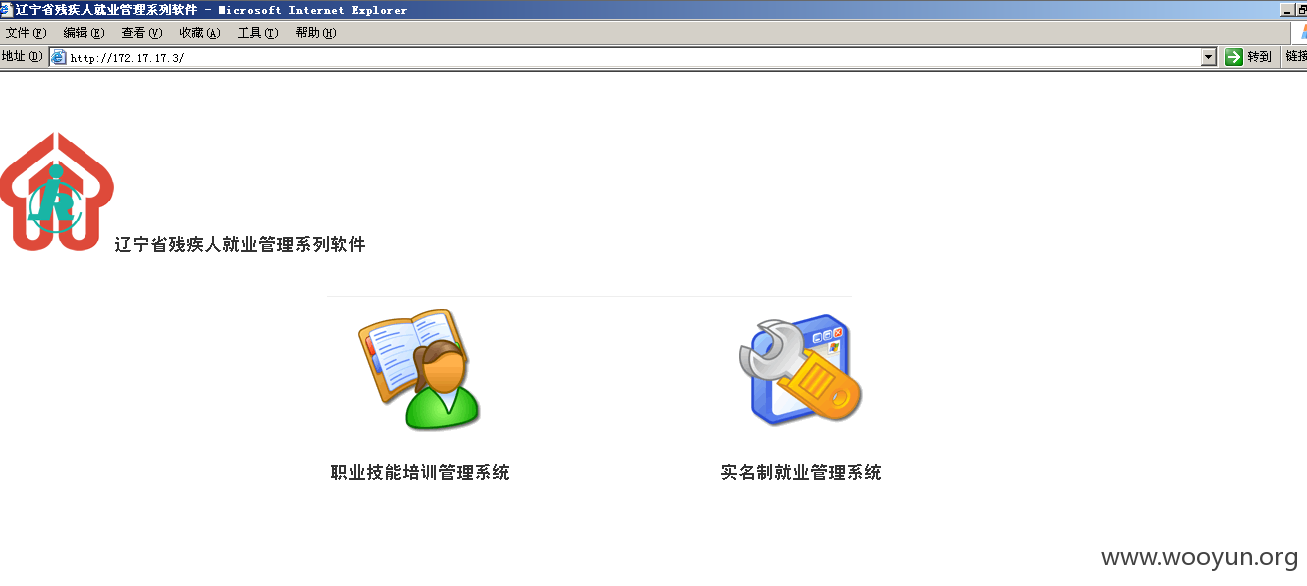 辽宁省残疾人就业管理系列软件 - Microsoft Internet Explorer
文件(F) 编辑(E) 查看(V) 收藏(A) 工具(T) 帮助(H)
地址(D) http://172.17.17.3/ 转到 链接
辽宁省残疾人就业管理系列软件
职业技能培训管理系统 实名制就业管理系统
www.wooyun.org